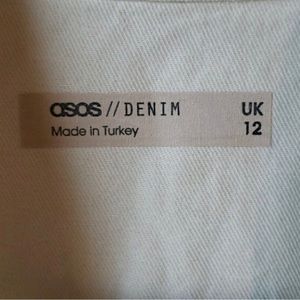 asos // DENIM UK
Made in Turkey 12